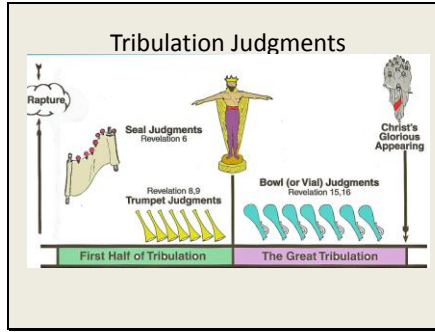 Tribulation Judgments
Rapture
Seal Judgments
Revelation 6
Revelation 8,9
Trumpet Judgments
Bowl (or Vial) Judgments
Revelation 15,16
Christ's
Glorious
Appearing
First Half of Tribulation
The Great Tribulation